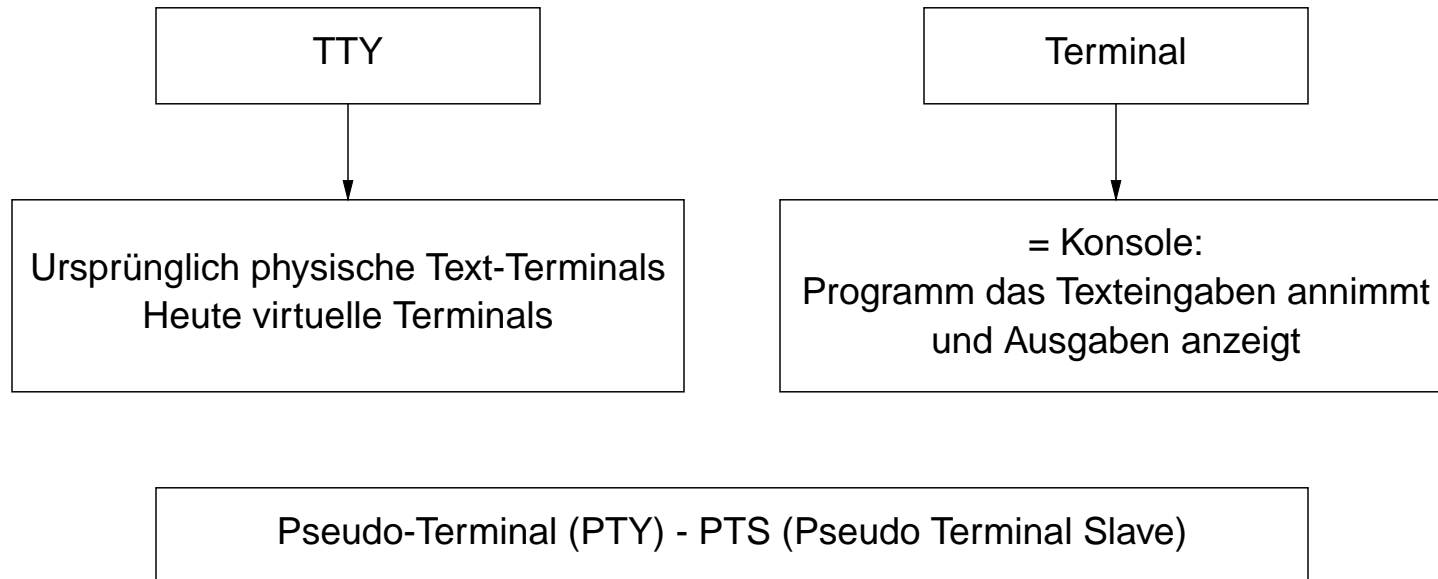 TTY
Terminal
Ursprünglich physische Text-Terminals
Heute virtuelle Terminals
= Konsole:
Programm das Texteingaben annimmt
und Ausgaben anzeigt
Pseudo-Terminal (PTY) - PTS (Pseudo Terminal Slave)